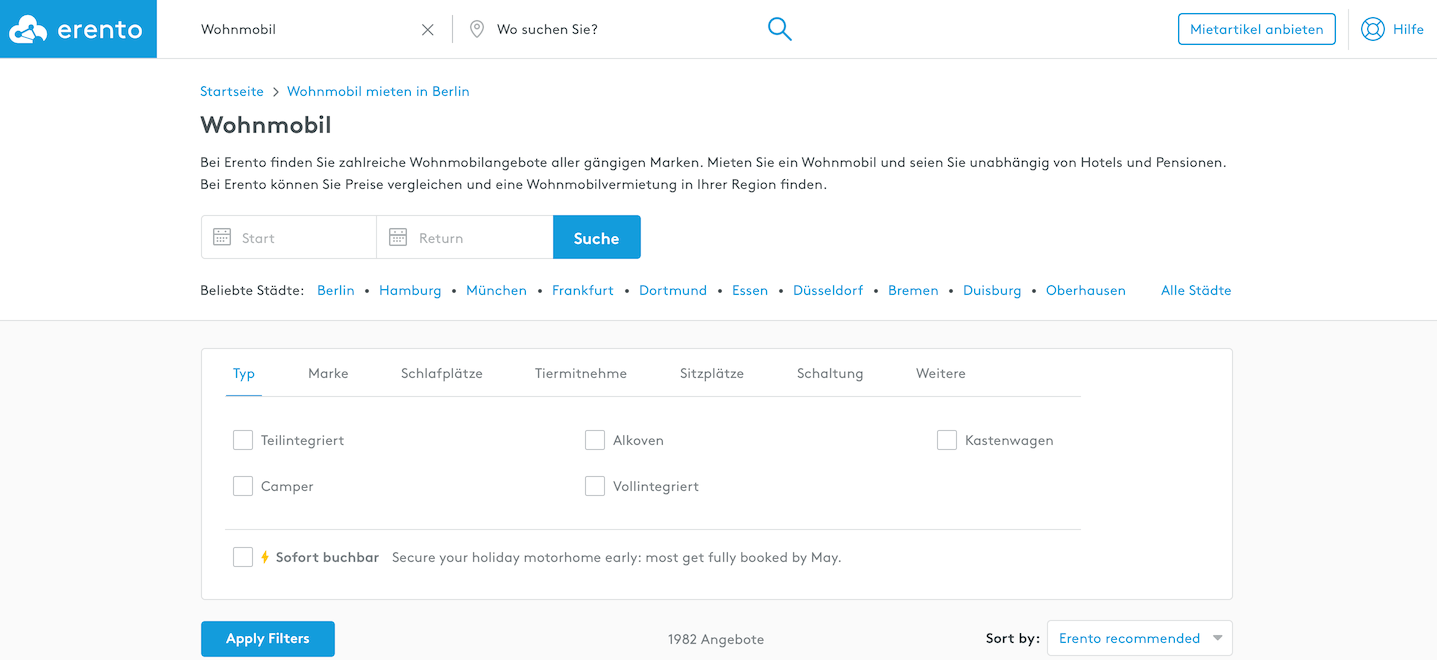 erento Wohnmobil Wo suchen Sie? Mietartikel anbieten Hilfe
Startseite > Wohnmobil mieten in Berlin
Wohnmobil
Bei Erento finden Sie zahlreiche Wohnmobilangebote aller gängigen Marken. Mieten Sie ein Wohnmobil und seien Sie unabhängig von Hotels und Pensionen.
Bei Erento können Sie Preise vergleichen und eine Wohnmobilvermietung in Ihrer Region finden.
Start Return Suche
Beliebte Städte: Berlin • Hamburg • München • Frankfurt • Dortmund • Essen • Düsseldorf • Bremen • Duisburg • Oberhausen Alle Städte
Typ Marke Schlafplätze Tiermitnehme Sitzplätze Schaltung Weitere
Teilintegriert Alkoven Kastenwagen
Camper Vollintegriert
Sofort buchbar Secure your holiday motorhome early: most get fully booked by May.
Apply Filters 1982 Angebote Sort by: Erento recommended